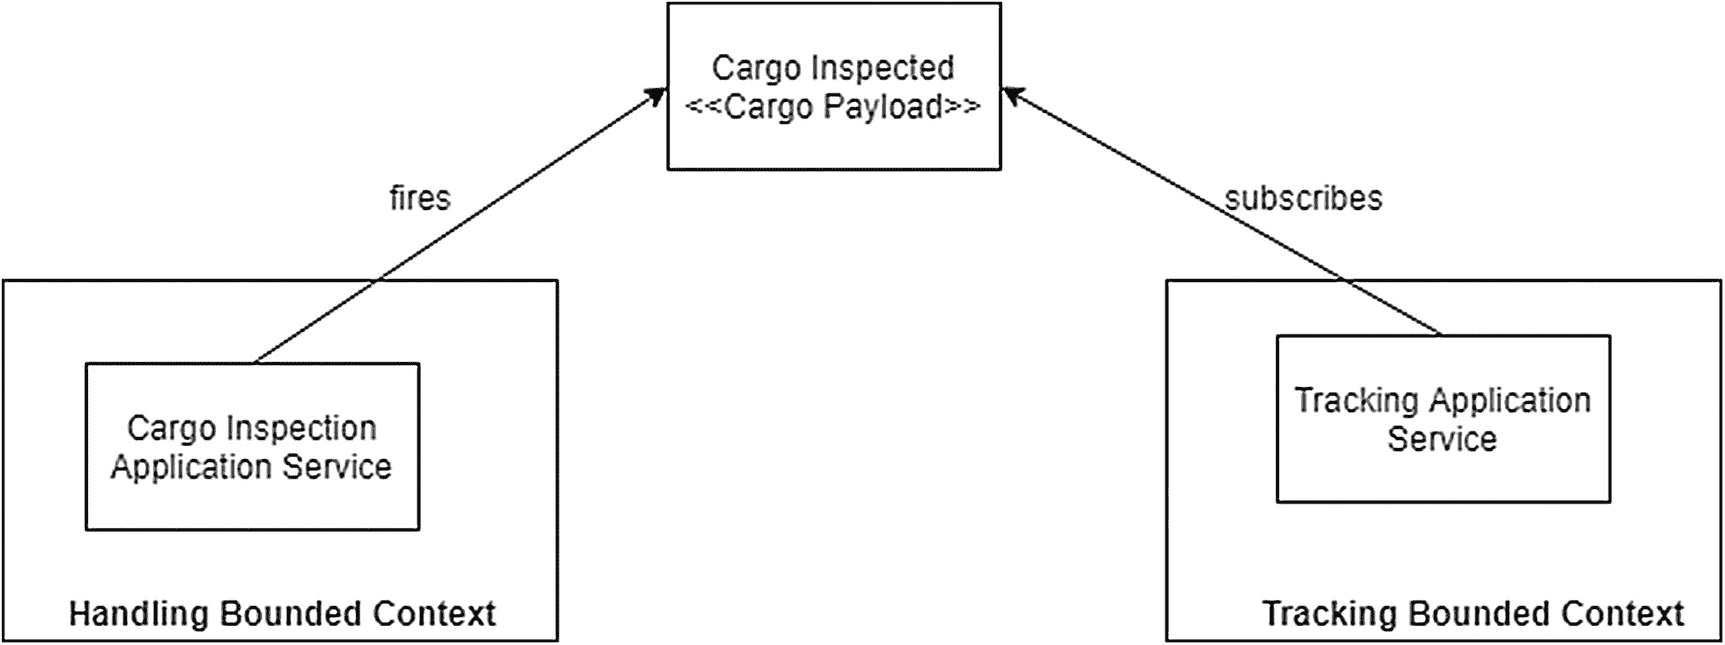 Cargo Inspected
<<Cargo Payload>>
fires
subscribes
Cargo Inspection
Application Service
Handling Bounded Context
Tracking Application
Service
Tracking Bounded Context